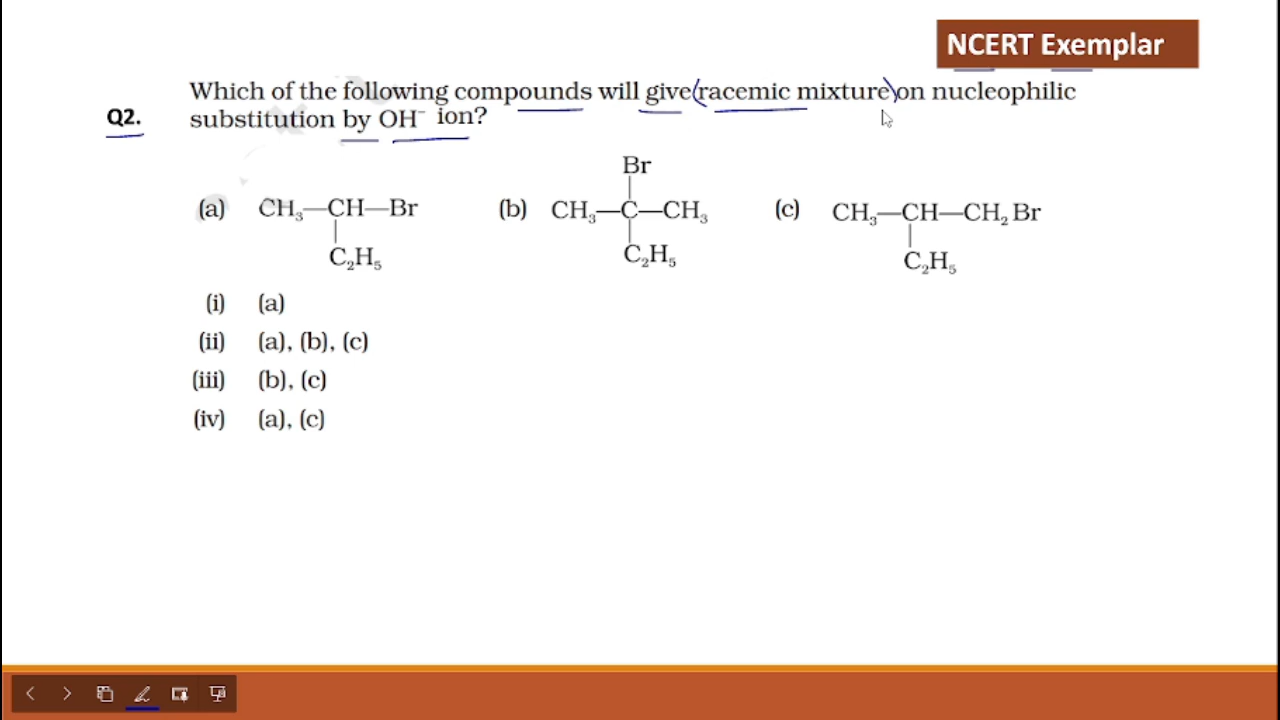 NCERT Exemplar
Which of the following compounds will give racemic mixture on nucleophilic
Q2. substitution by OH⁻ ion?
Br
(a) CH₃—CH—Br (b) CH₃—C—CH₃ (c) CH₃—CH—CH₂Br
C₂H₅ C₂H₅ C₂H₅
(i) (a)
(ii) (a), (b), (c)
(iii) (b), (c)
(iv) (a), (c)